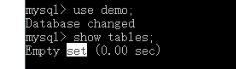 mysql> use demo;
Database changed
mysql> show tables;
Empty set (0.00 sec)